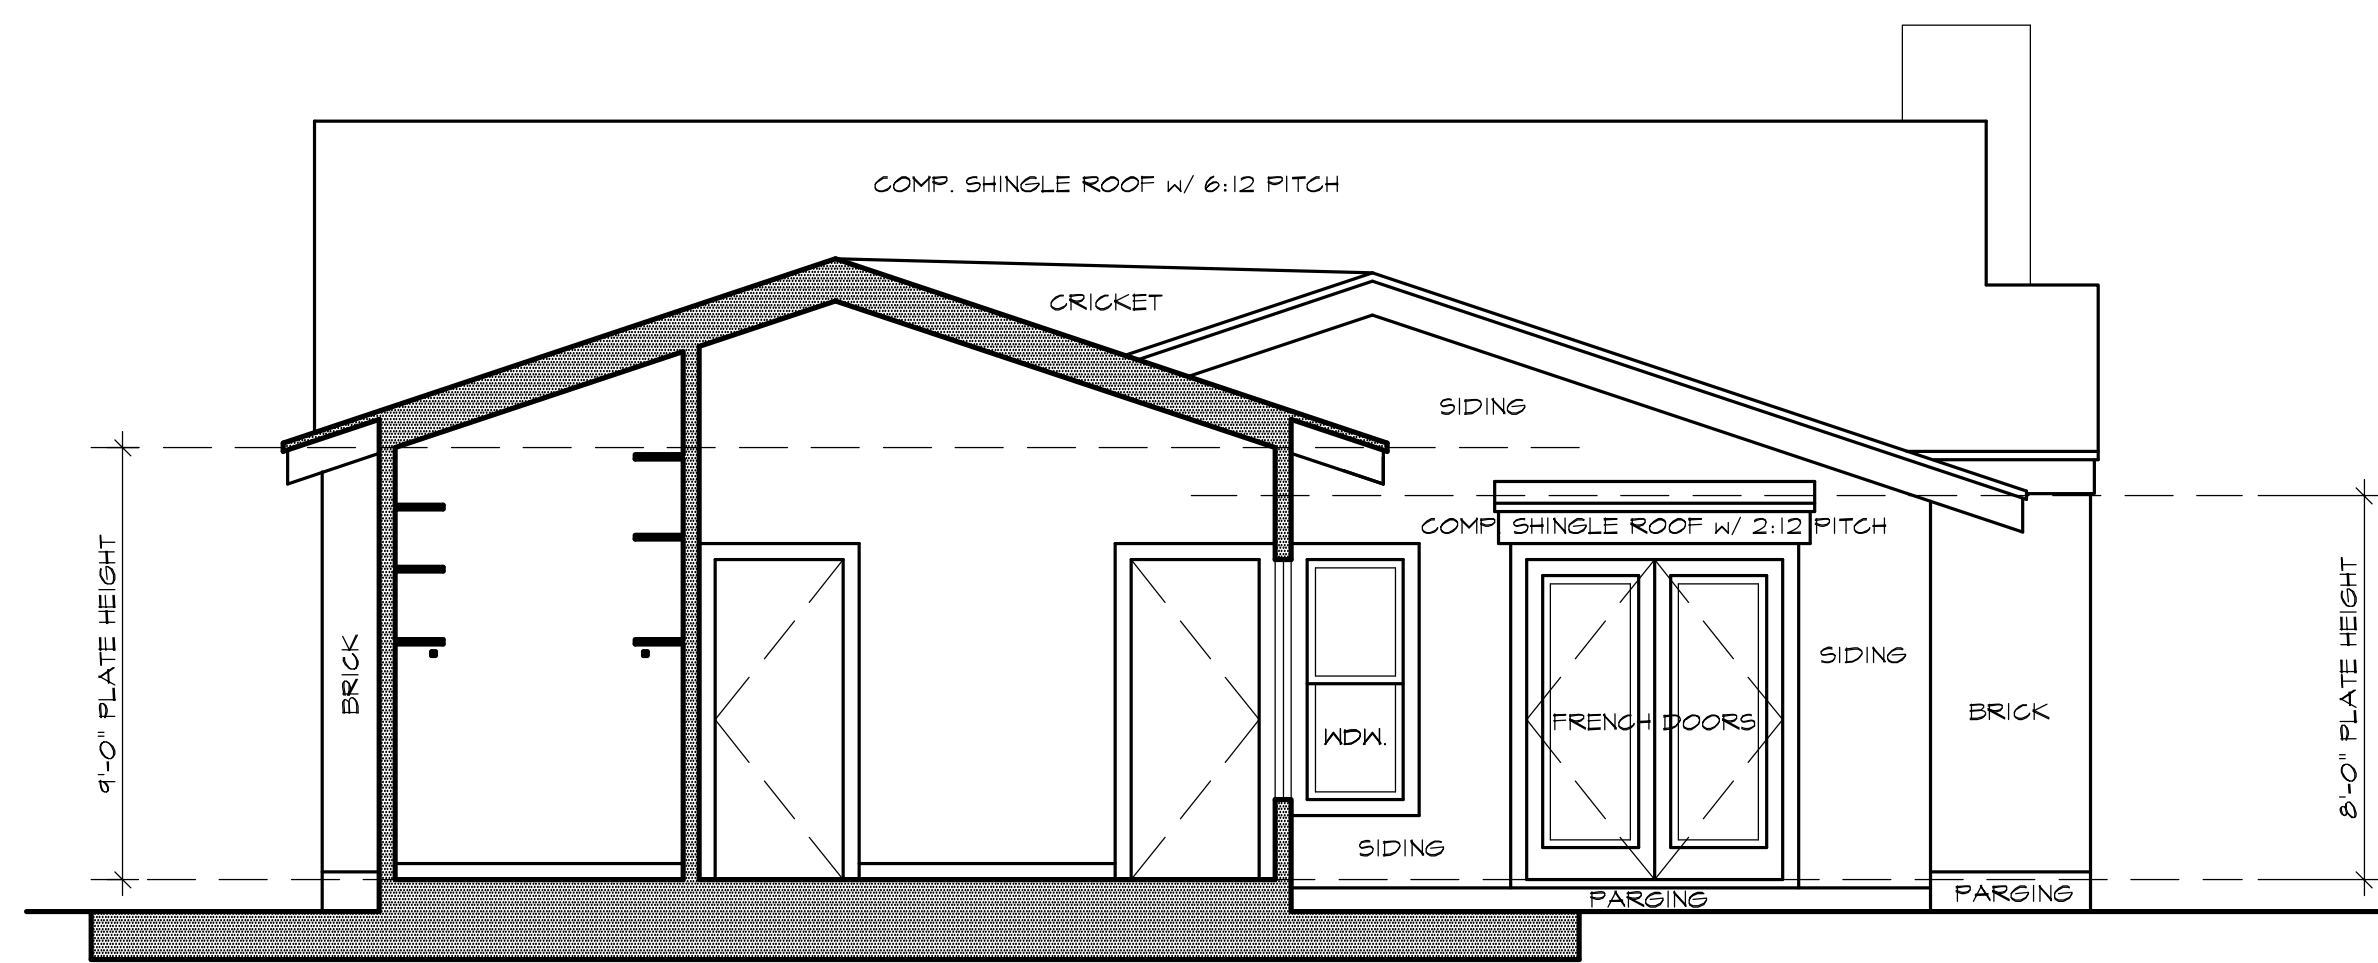 COMP. SHINGLE ROOF w/ 6:12 PITCH
CRICKET
SIDING
COMP. SHINGLE ROOF w/ 2:12 PITCH
9'-0" PLATE HEIGHT
BRICK
SIDING
8'-0" PLATE HEIGHT
BRICK
FRENCH DOORS
WDW.
SIDING
PARGING
PARGING